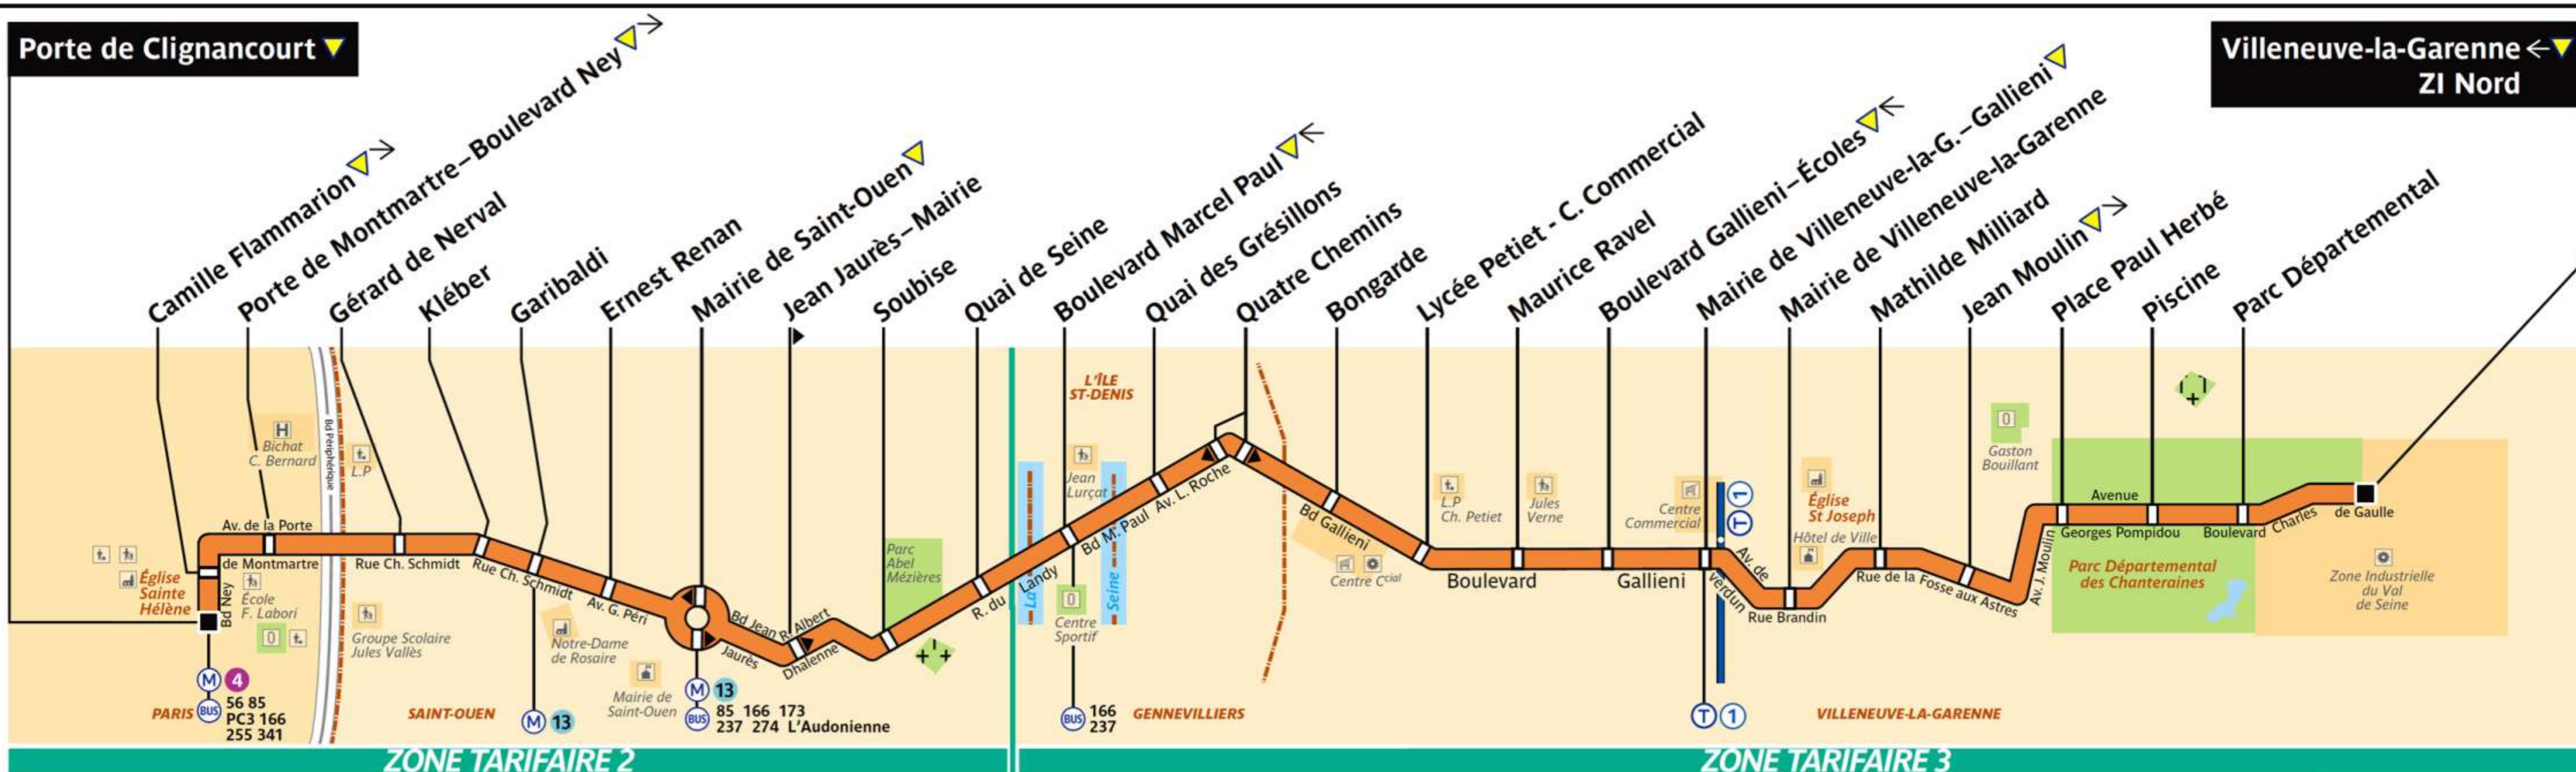 Porte de Clignancourt
Villeneuve-la-Garenne
ZI Nord
Camille Flammarion
Porte de Montmartre–Boulevard Ney
Gérard de Nerval
Kléber
Garibaldi
Ernest Renan
Mairie de Saint-Ouen
Jean Jaurès–Mairie
Soubise
Quai de Seine
Boulevard Marcel Paul
Quai des Grésillons
Quatre Chemins
Bongarde
Lycée Petiet - C. Commercial
Maurice Ravel
Boulevard Gallieni–Écoles
Mairie de Villeneuve-la-G.–Gallieni
Mairie de Villeneuve-la-Garenne
Mathilde Milliard
Jean Moulin
Place Paul Herbé
Piscine
Parc Départemental
H
Bichat
C. Bernard
Bd Périphérique
L.P
Av. de la Porte
de Montmartre
Église
Sainte
Hélène
Bd Ney
École
F. Labori
Rue Ch. Schmidt
Rue Ch. Schmidt
Groupe Scolaire
Jules Vallès
Av. G. Péri
Notre-Dame
de Rosaire
Mairie de
Saint-Ouen
Bd Jean
Jaurès
R. Albert
Dhalenne
Parc
Abel
Mézières
R. du Landy
La
Seine
L'ÎLE
ST-DENIS
Jean
Lurçat
Bd M. Paul
Av. L. Roche
Centre
Sportif
Bd Gallieni
Centre Ccial
L.P
Ch. Petiet
Jules
Verne
Boulevard
Gallieni
Centre
Commercial
T 1
Av. de
Verdun
Église
St Joseph
Hôtel de Ville
Rue Brandin
Rue de la Fosse aux Astres
Av. J. Moulin
Gaston
Bouillant
Avenue
Georges Pompidou
Boulevard Charles de Gaulle
Parc Départemental
des Chanteraines
Zone Industrielle
du Val
de Seine
M 4
BUS
56 85
PC3 166
255 341
PARIS
SAINT-OUEN
M 13
M 13
BUS
85 166 173
237 274 L'Audonienne
BUS
166
237
GENNEVILLIERS
T 1
VILLENEUVE-LA-GARENNE
ZONE TARIFAIRE 2
ZONE TARIFAIRE 3